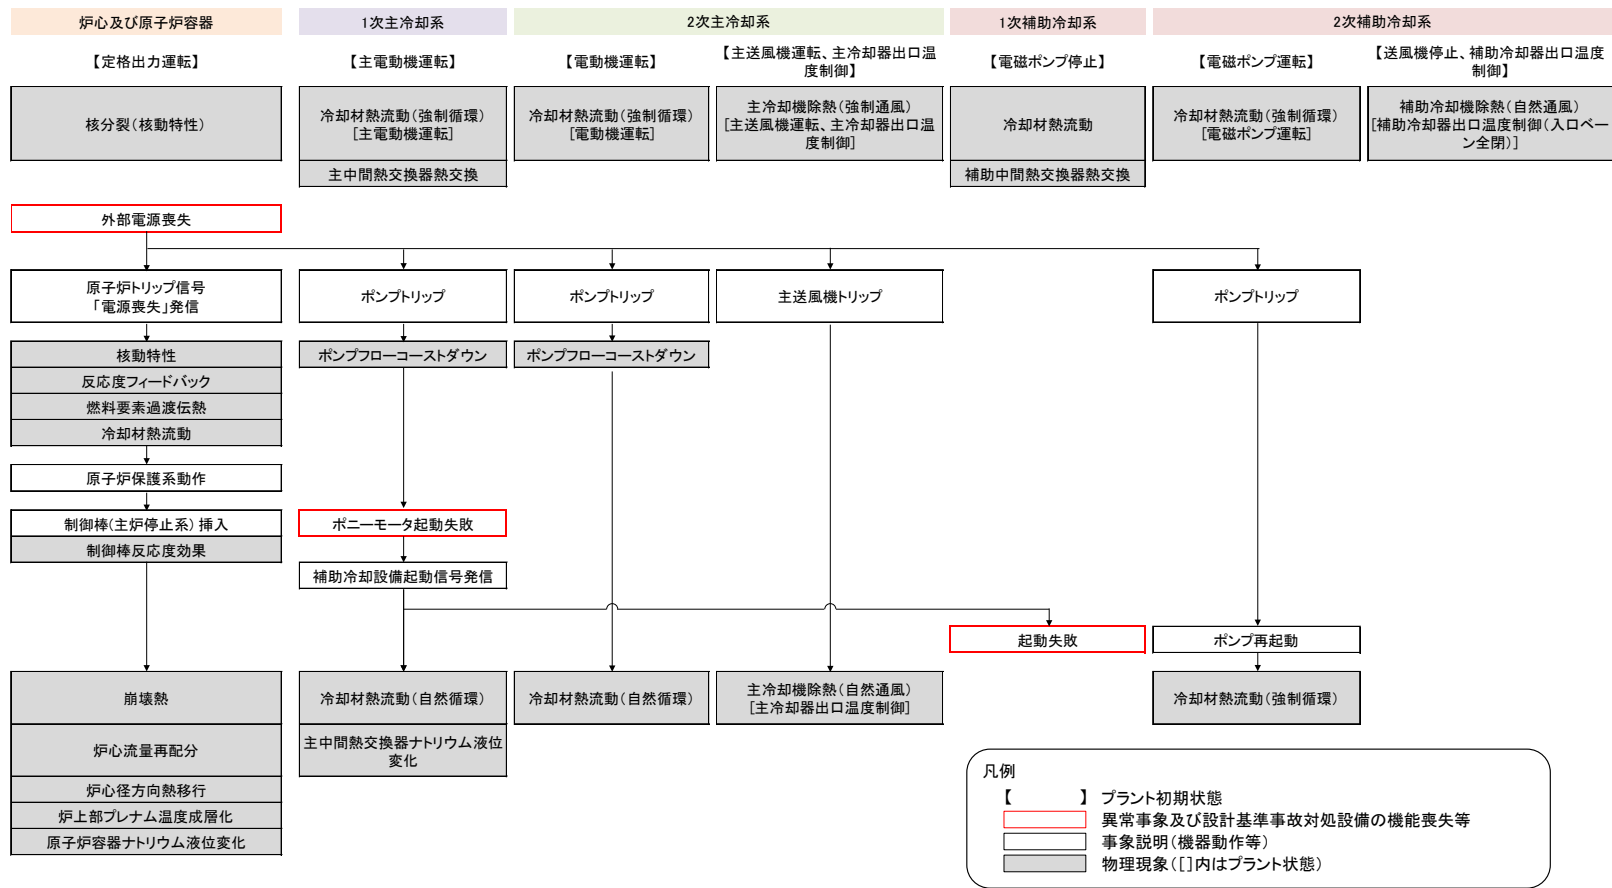 炉心及び原子炉容器
1次主冷却系
2次主冷却系
1次補助冷却系
2次補助冷却系
【定格出力運転】
【主電動機運転】
【電動機運転】
【主送風機運転、主冷却器出口温
度制御】
【電磁ポンプ停止】
【電磁ポンプ運転】
【送風機停止、補助冷却器出口温度
制御】
核分裂(核動特性)
冷却材熱流動(強制循環)
[主電動機運転]
冷却材熱流動(強制循環)
[電動機運転]
主冷却機除熱(強制通風)
[主送風機運転、主冷却器出口温
度制御]
冷却材熱流動
冷却材熱流動(強制循環)
[電磁ポンプ運転]
補助冷却機除熱(自然通風)
[補助冷却器出口温度制御(入口ベー
ン全閉)]
主中間熱交換器熱交換
補助中間熱交換器熱交換
外部電源喪失
原子炉トリップ信号
「電源喪失」発信
ポンプトリップ
ポンプトリップ
主送風機トリップ
ポンプトリップ
核動特性
ポンプフローコーストダウン
ポンプフローコーストダウン
反応度フィードバック
燃料要素過渡伝熱
冷却材熱流動
原子炉保護系動作
制御棒(主炉停止系)挿入
ポニーモータ起動失敗
制御棒反応度効果
補助冷却設備起動信号発信
起動失敗
ポンプ再起動
崩壊熱
冷却材熱流動(自然循環)
冷却材熱流動(自然循環)
主冷却機除熱(自然通風)
[主冷却器出口温度制御]
冷却材熱流動(強制循環)
炉心流量再配分
主中間熱交換器ナトリウム液位
変化
炉心径方向熱移行
炉上部プレナム温度成層化
原子炉容器ナトリウム液位変化
凡例
【 】 プラント初期状態
異常事象及び設計基準事故対処設備の機能喪失等
事象説明(機器動作等)
物理現象([]内はプラント状態)